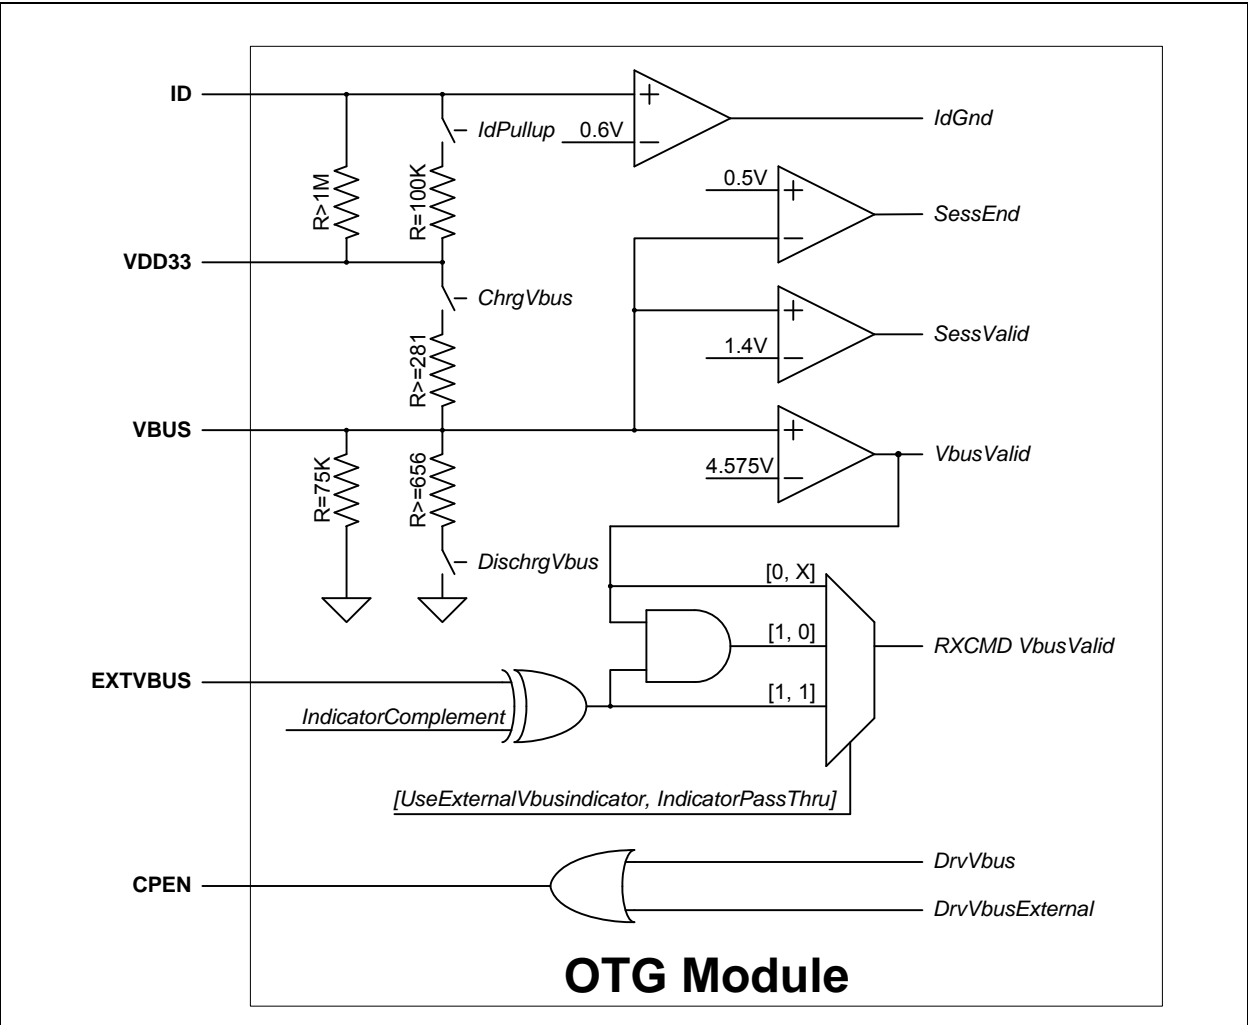 ID
IdPullup
0.6V
+
−
IdGnd
R>1M
R=100K
0.5V
+
−
SessEnd
VDD33
ChrgVbus
R>=281
+
1.4V
−
SessValid
VBUS
R=75K
R>=656
+
4.575V
−
VbusValid
DischrgVbus
[0, X]
[1, 0]
RXCMD VbusValid
EXTVBUS
[1, 1]
IndicatorComplement
[UseExternalVbusindicator, IndicatorPassThru]
DrvVbus
CPEN
DrvVbusExternal
OTG Module